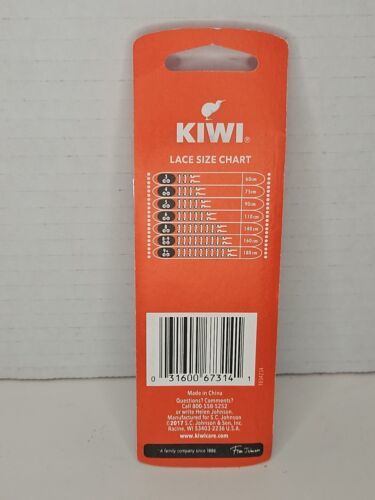 KIWI®
LACE SIZE CHART
60cm
75cm
90cm
110cm
140cm
160cm
180cm
0 31600 67314 1
Made in China
Questions? Comments?
Call 800-558-5252
or write Helen Johnson.
Manufactured for S.C. Johnson
©2017 S.C. Johnson & Son, Inc.
Racine, WI 53403-2236 U.S.A.
www.kiwicare.com
A family company since 1886